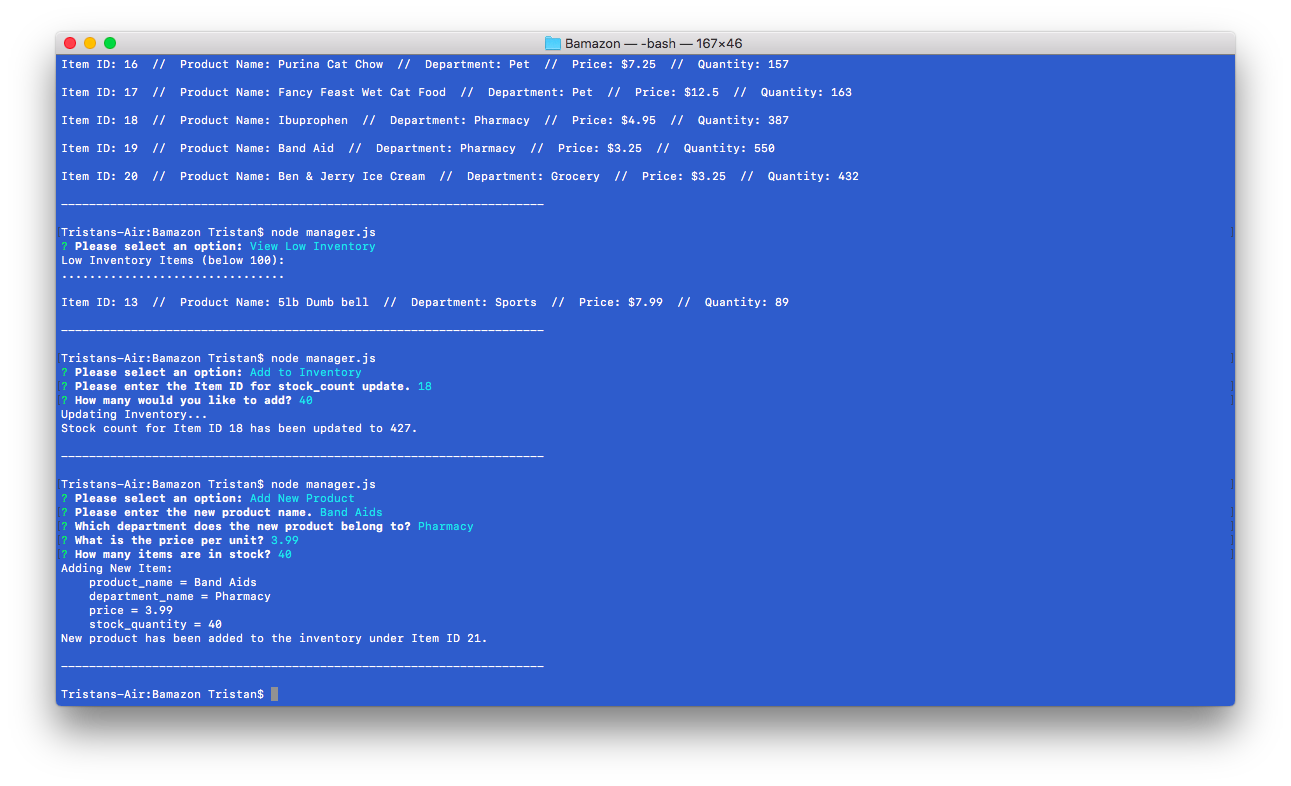 Bamazon — -bash — 167×46
Item ID: 16  //  Product Name: Purina Cat Chow  //  Department: Pet  //  Price: $7.25  //  Quantity: 157
Item ID: 17  //  Product Name: Fancy Feast Wet Cat Food  //  Department: Pet  //  Price: $12.5  //  Quantity: 163
Item ID: 18  //  Product Name: Ibuprophen  //  Department: Pharmacy  //  Price: $4.95  //  Quantity: 387
Item ID: 19  //  Product Name: Band Aid  //  Department: Pharmacy  //  Price: $3.25  //  Quantity: 550
Item ID: 20  //  Product Name: Ben & Jerry Ice Cream  //  Department: Grocery  //  Price: $3.25  //  Quantity: 432
_____________________________________________________________________
Tristans-Air:Bamazon Tristan$ node manager.js
? Please select an option: View Low Inventory
Low Inventory Items (below 100):
................................
Item ID: 13  //  Product Name: 5lb Dumb bell  //  Department: Sports  //  Price: $7.99  //  Quantity: 89
_____________________________________________________________________
Tristans-Air:Bamazon Tristan$ node manager.js
? Please select an option: Add to Inventory
? Please enter the Item ID for stock_count update. 18
? How many would you like to add? 40
Updating Inventory...
Stock count for Item ID 18 has been updated to 427.
_____________________________________________________________________
Tristans-Air:Bamazon Tristan$ node manager.js
? Please select an option: Add New Product
? Please enter the new product name. Band Aids
? Which department does the new product belong to? Pharmacy
? What is the price per unit? 3.99
? How many items are in stock? 40
Adding New Item:
    product_name = Band Aids
    department_name = Pharmacy
    price = 3.99
    stock_quantity = 40
New product has been added to the inventory under Item ID 21.
_____________________________________________________________________
Tristans-Air:Bamazon Tristan$